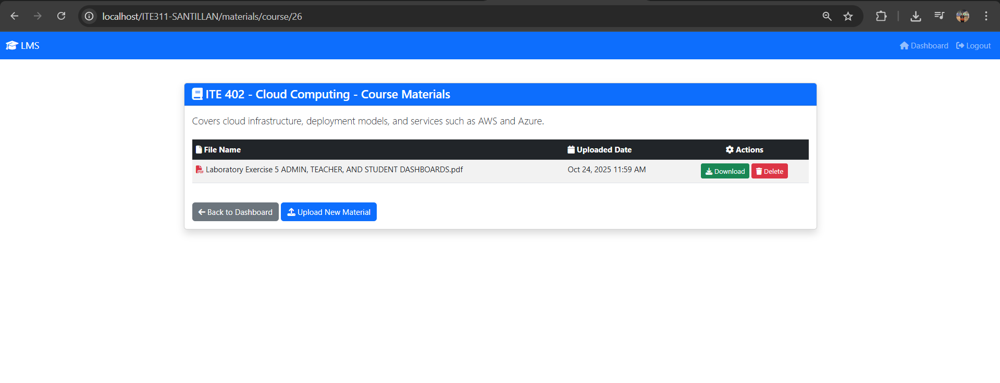 localhost/ITE311-SANTILLAN/materials/course/26
LMS
Dashboard
Logout
ITE 402 - Cloud Computing - Course Materials
Covers cloud infrastructure, deployment models, and services such as AWS and Azure.
File Name
Uploaded Date
Actions
Laboratory Exercise 5 ADMIN, TEACHER, AND STUDENT DASHBOARDS.pdf
Oct 24, 2025 11:59 AM
Download
Delete
Back to Dashboard
Upload New Material